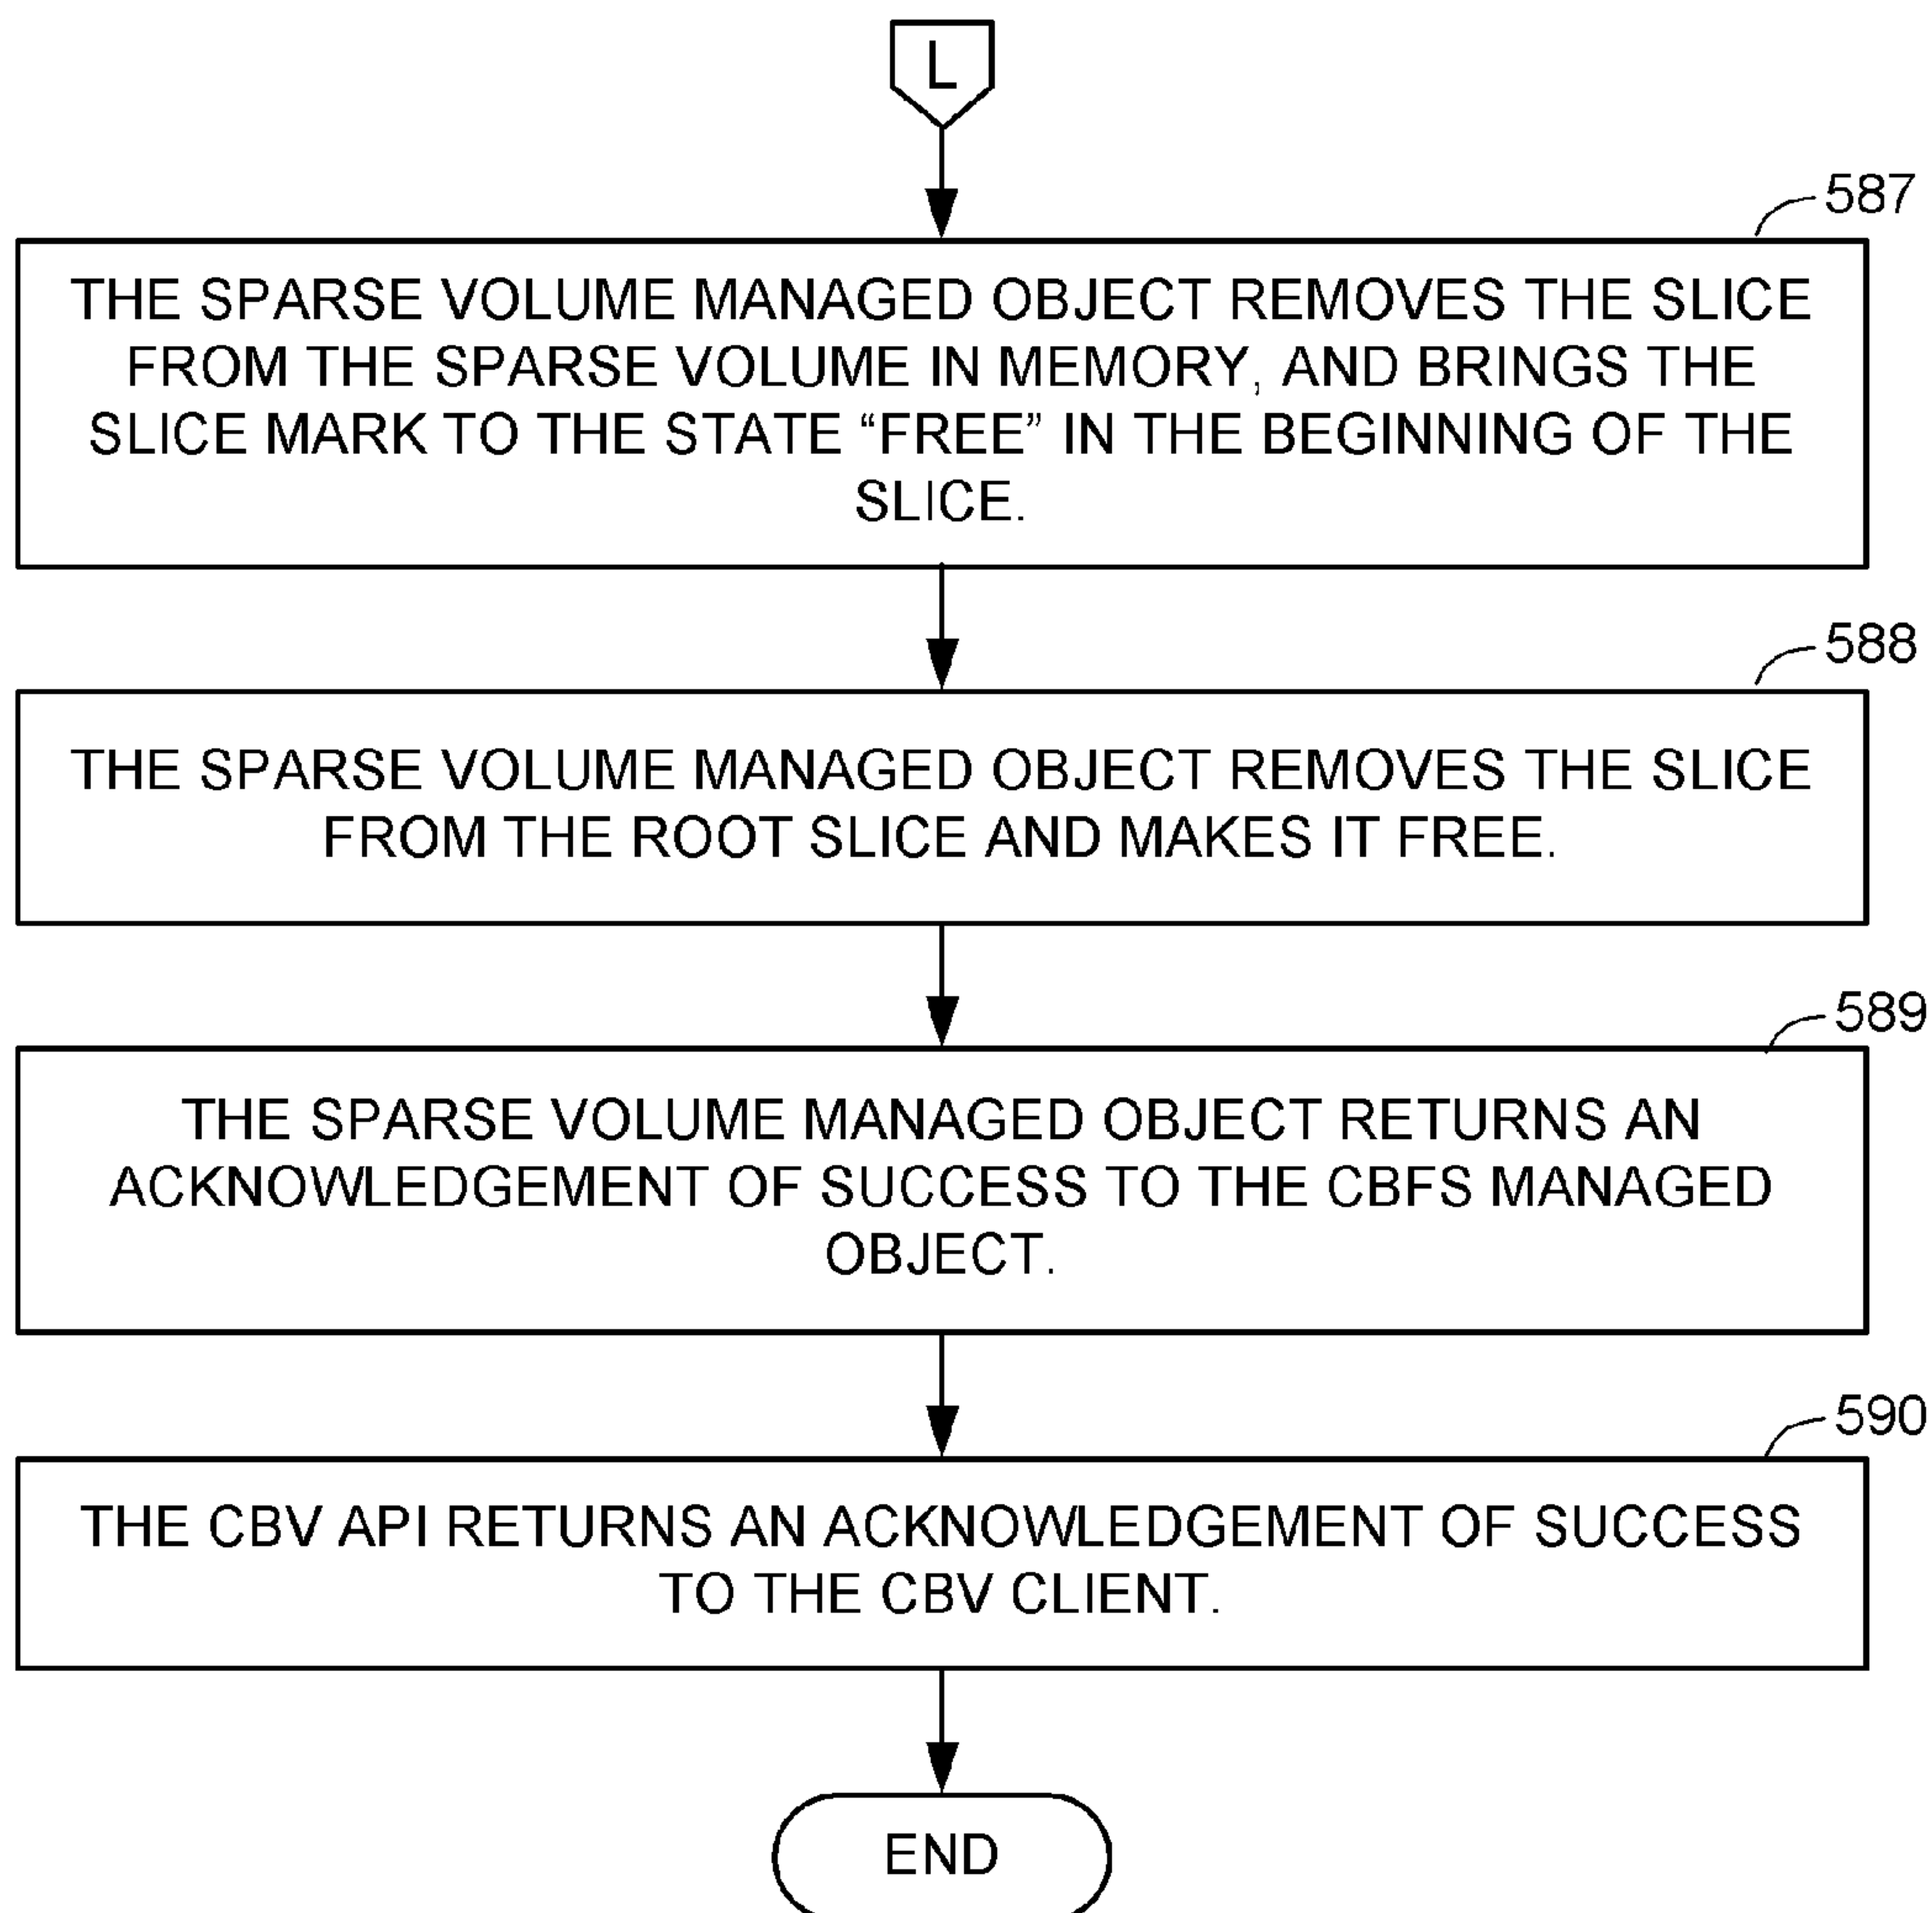 L
587
THE SPARSE VOLUME MANAGED OBJECT REMOVES THE SLICE
FROM THE SPARSE VOLUME IN MEMORY, AND BRINGS THE
SLICE MARK TO THE STATE “FREE” IN THE BEGINNING OF THE
SLICE.
588
THE SPARSE VOLUME MANAGED OBJECT REMOVES THE SLICE
FROM THE ROOT SLICE AND MAKES IT FREE.
589
THE SPARSE VOLUME MANAGED OBJECT RETURNS AN
ACKNOWLEDGEMENT OF SUCCESS TO THE CBFS MANAGED
OBJECT.
590
THE CBV API RETURNS AN ACKNOWLEDGEMENT OF SUCCESS
TO THE CBV CLIENT.
END